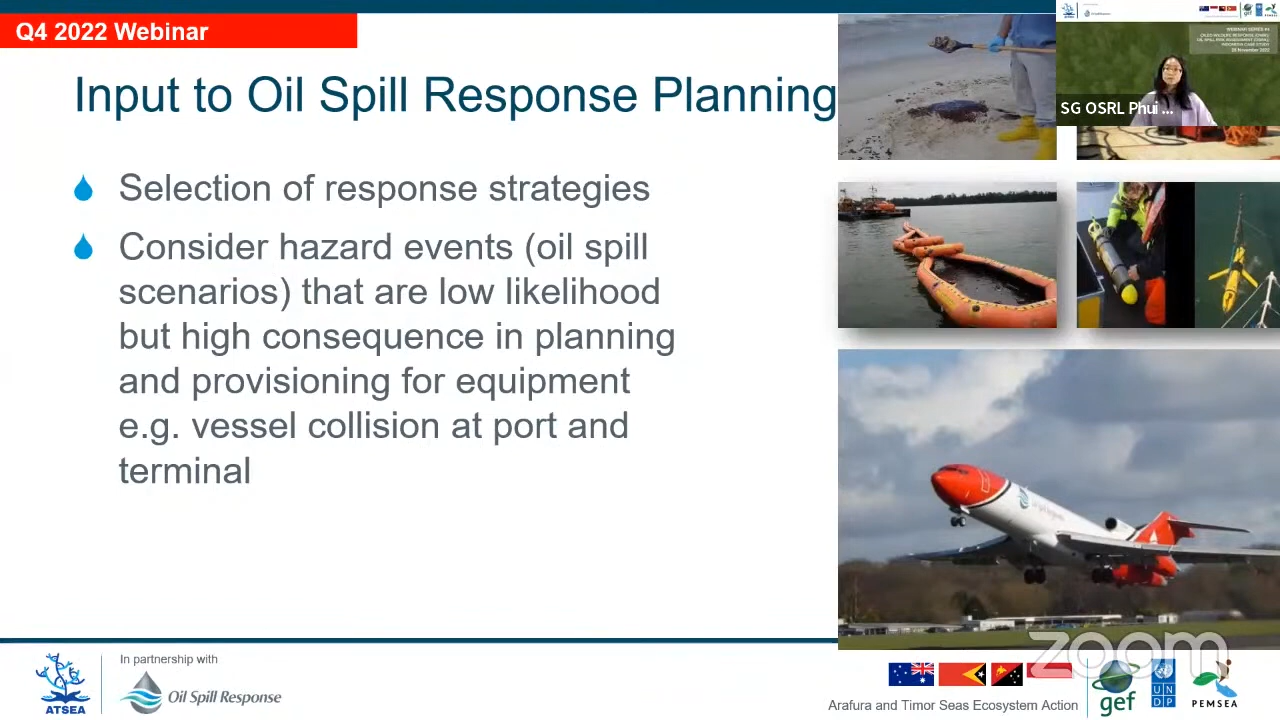 Q4 2022 Webinar
Input to Oil Spill Response Planning
Selection of response strategies
Consider hazard events (oil spill
scenarios) that are low likelihood
but high consequence in planning
and provisioning for equipment
e.g. vessel collision at port and
terminal
SG OSRL Phui ...
zoom
ATSEA
In partnership with
Oil Spill Response
Arafura and Timor Seas Ecosystem Action
gef
U N
D P
PEMSEA